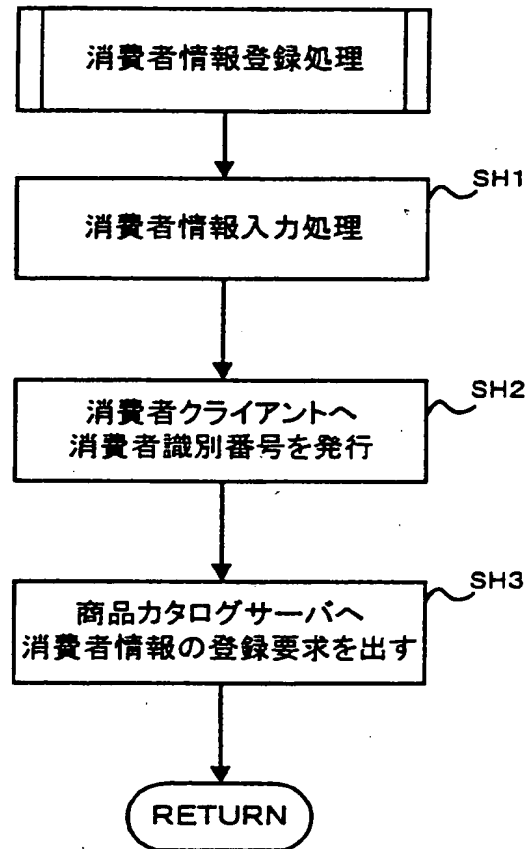 消費者情報登録処理
SH1
消費者情報入力処理
SH2
消費者クライアントへ
消費者識別番号を発行
SH3
商品カタログサーバへ
消費者情報の登録要求を出す
RETURN